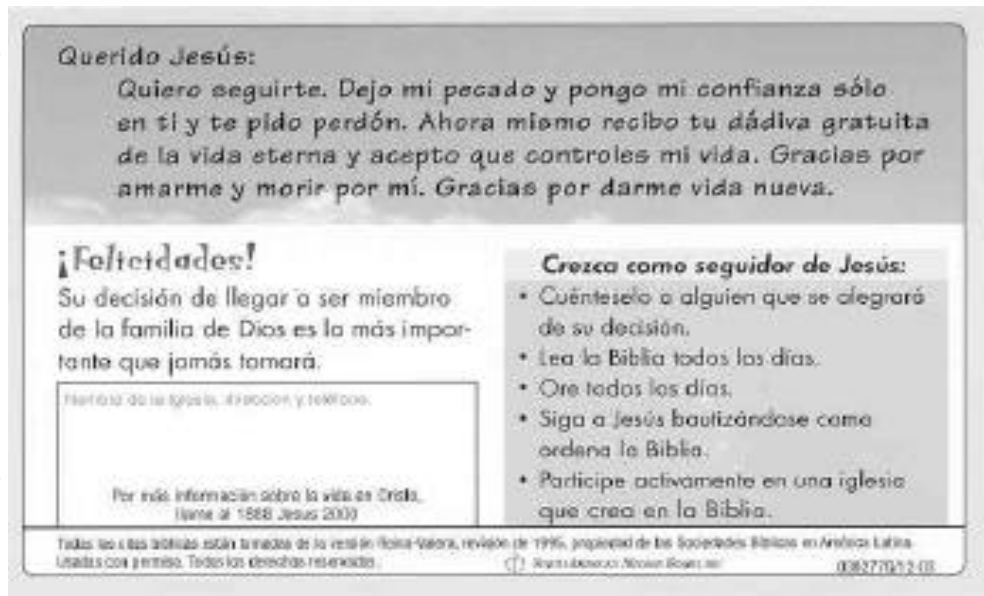 Querido Jesús:
Quiero seguirte. Dejo mi pecado y pongo mi confianza sólo
en ti y te pido perdón. Ahora mismo recibo tu dádiva gratuita
de la vida eterna y acepto que controles mi vida. Gracias por
amarme y morir por mí. Gracias por darme vida nueva.
¡Felicidades!
Su decisión de llegar a ser miembro
de la familia de Dios es la más impor-
tante que jamás tomará.
Nombre de la iglesia, dirección y teléfono.
Por más información sobre la vida en Cristo,
llame al 1888 Jesus 2000
Crezca como seguidor de Jesús:
• Cuénteselo a alguien que se alegrará
de su decisión.
• Lea la Biblia todos los días.
• Ore todos los días.
• Siga a Jesús bautizándose como
ordena la Biblia.
• Participe activamente en una iglesia
que crea en la Biblia.
Todas las citas bíblicas están tomadas de la versión Reina-Valera, revisión de 1995, propiedad de las Sociedades Bíblicas en América Latina.
Usadas con permiso. Todos los derechos reservados.